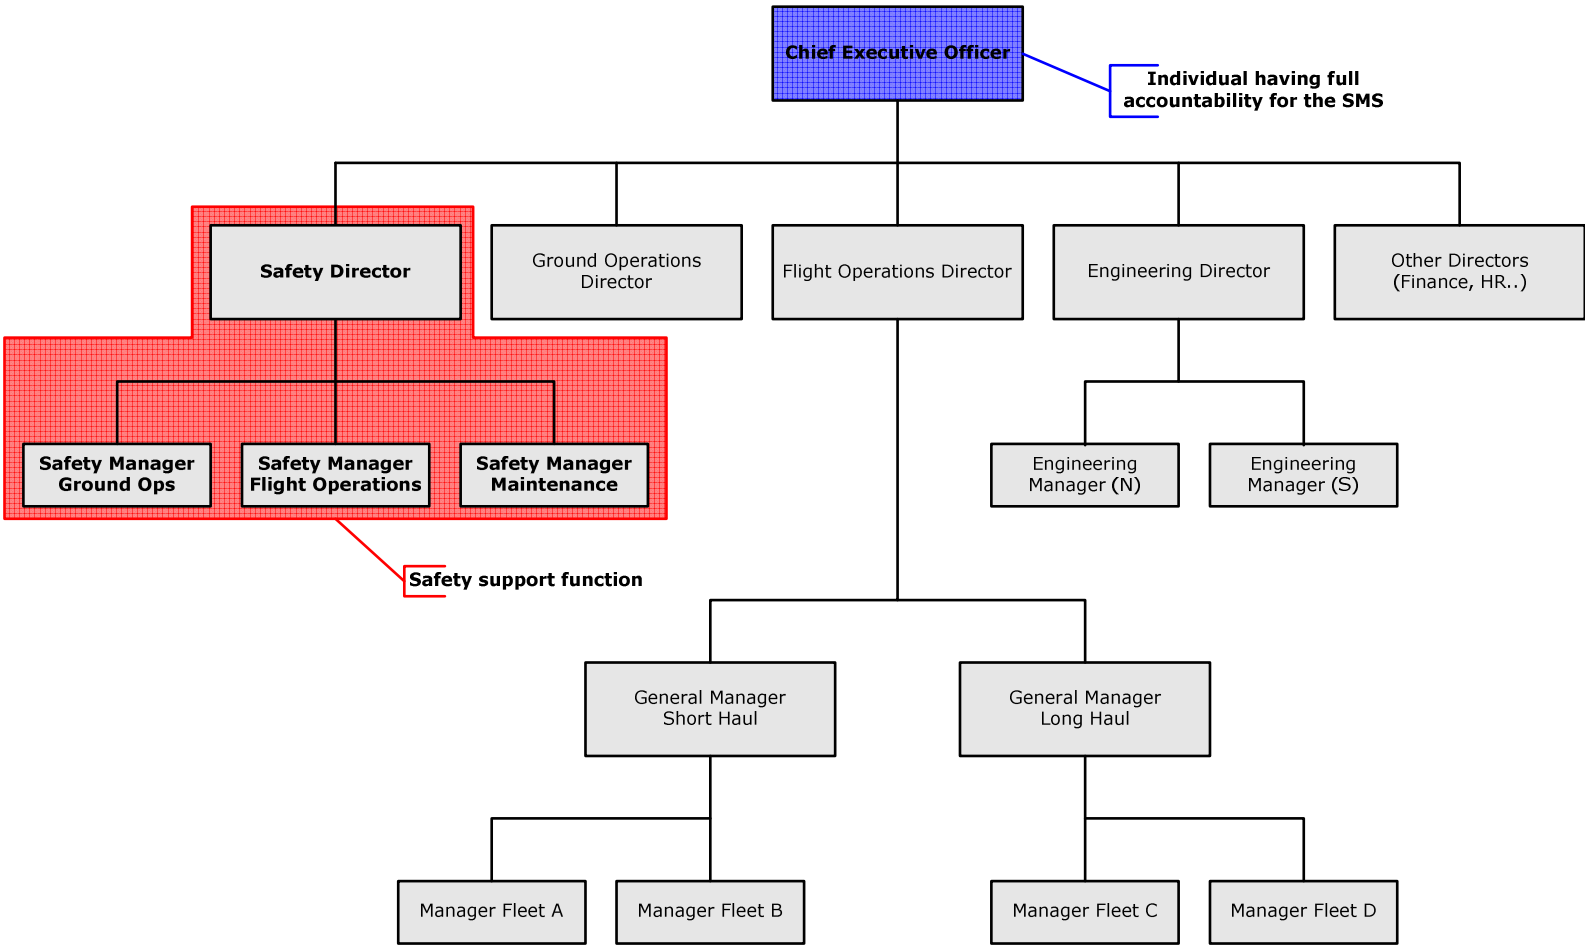 Chief Executive Officer
Individual having full
accountability for the SMS
Safety Director
Ground Operations
Director
Flight Operations Director
Engineering Director
Other Directors
(Finance, HR..)
Safety Manager
Ground Ops
Safety Manager
Flight Operations
Safety Manager
Maintenance
Engineering
Manager (N)
Engineering
Manager (S)
Safety support function
General Manager
Short Haul
General Manager
Long Haul
Manager Fleet A
Manager Fleet B
Manager Fleet C
Manager Fleet D